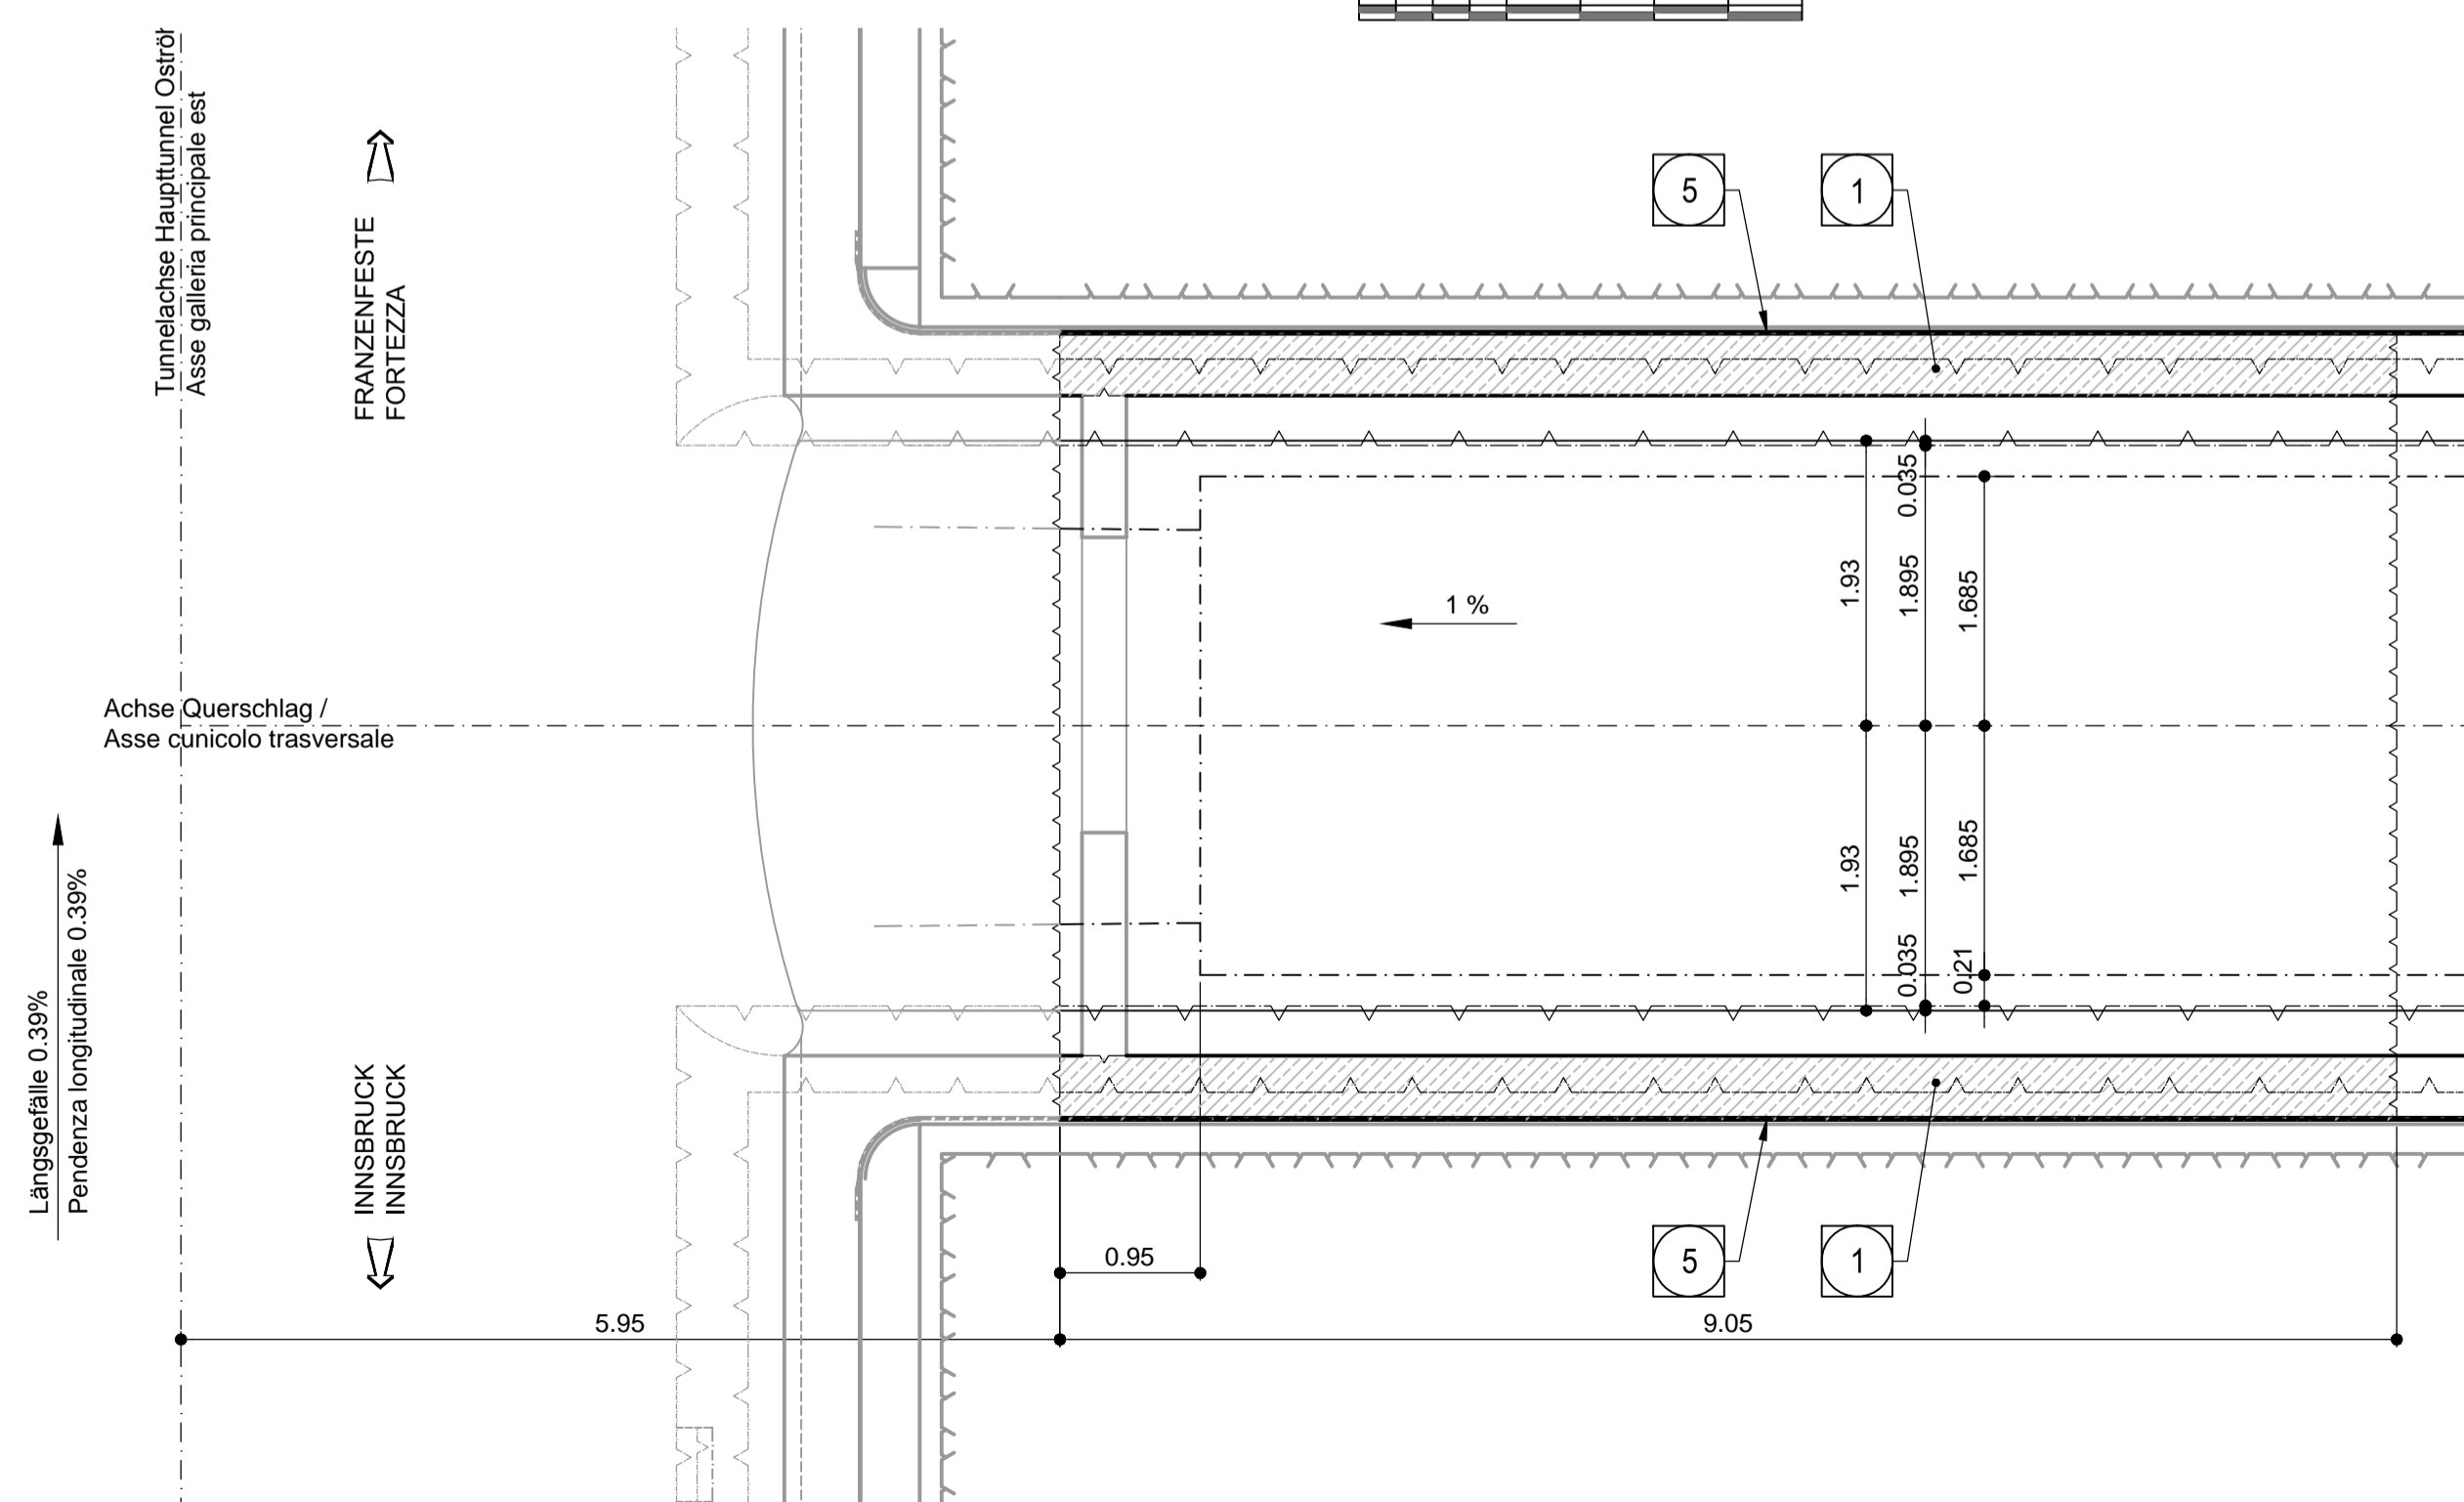 Tunnelachse Haupttunnel Oströh
Asse galleria principale est
FRANZENFESTE
FORTEZZA
5
1
0.035
1.93
1.895
1.685
1 %
Achse Querschlag /
Asse cunicolo trasversale
1.93
1.895
1.685
0.035
0.21
Längsgefälle 0.39%
Pendenza longitudinale 0.39%
INNSBRUCK
INNSBRUCK
5
1
0.95
5.95
9.05